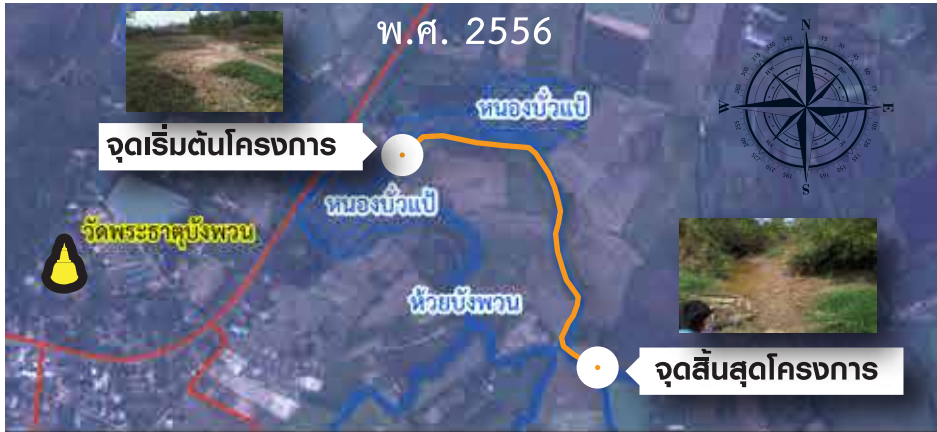 พ.ศ. 2556
หนองบัวแป้
จุดเริ่มต้นโครงการ
หนองบัวแป้
วัดพระธาตุบังพวน
ห้วยบังพวน
จุดสิ้นสุดโครงการ
N
W
E
S